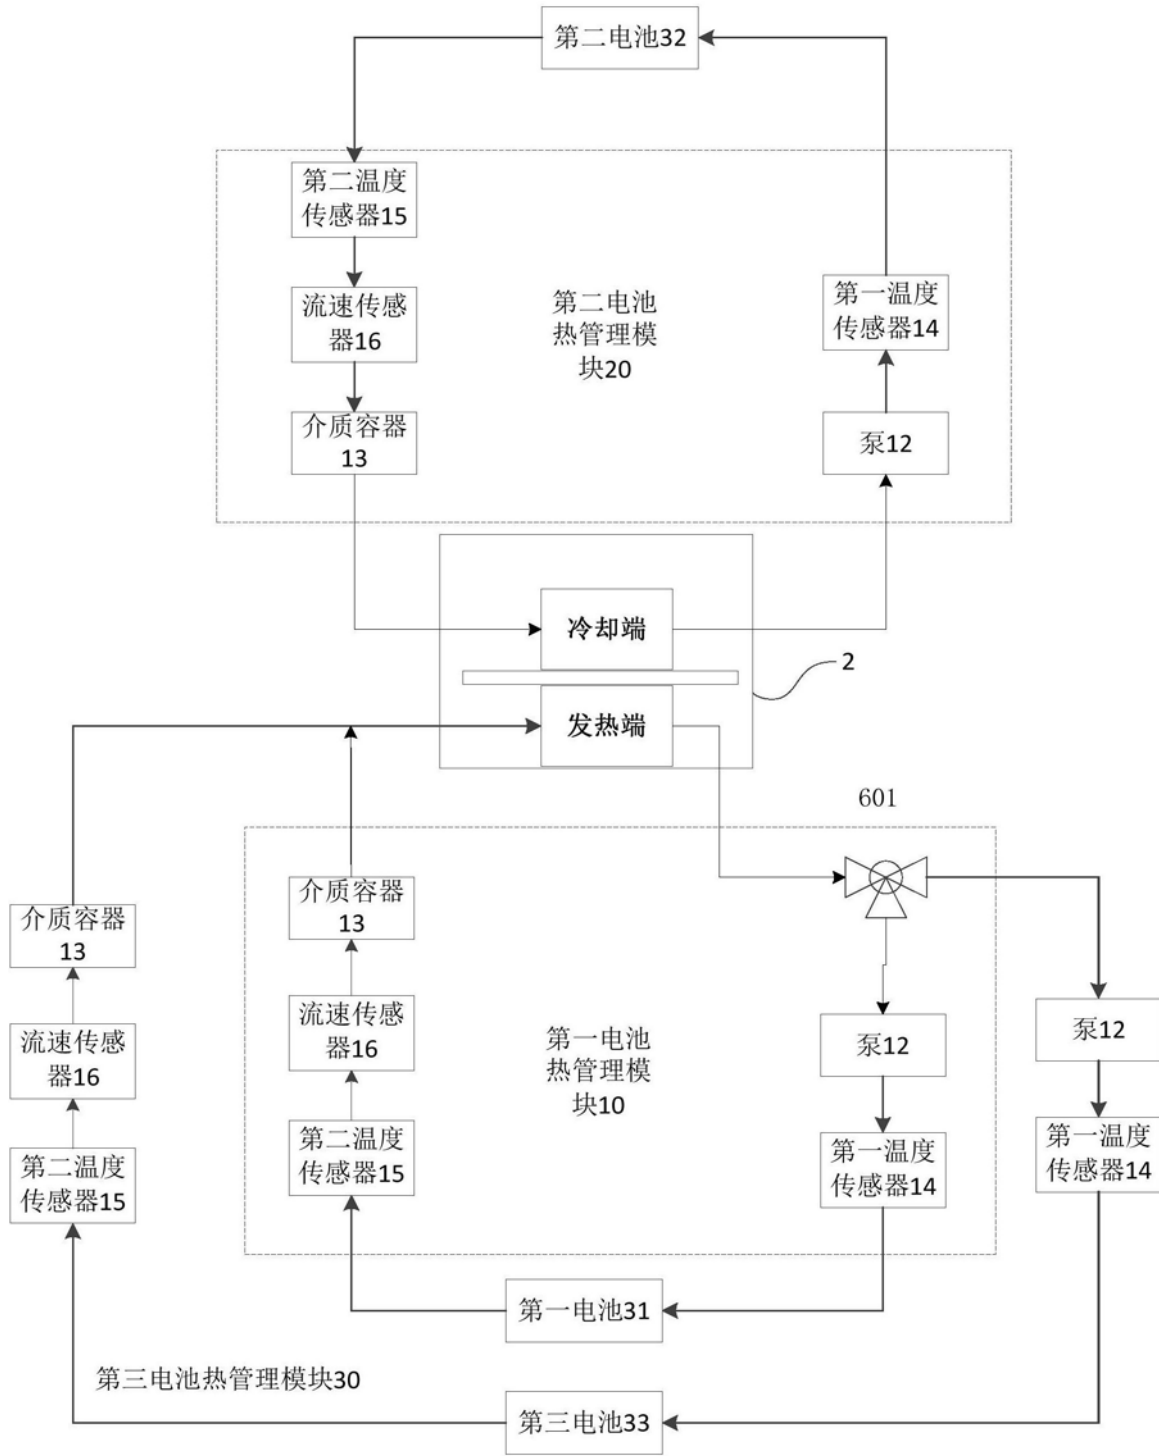 第二电池32
第二温度
传感器15
流速传感
器16
介质容器
13
第二电池
热管理模
块20
第一温度
传感器14
泵12
冷却端
发热端
2
601
介质容器
13
流速传感
器16
第二温度
传感器15
介质容器
13
流速传感
器16
第二温度
传感器15
第一电池
热管理模
块10
泵12
第一温度
传感器14
泵12
第一温度
传感器14
第一电池31
第三电池热管理模块30
第三电池33